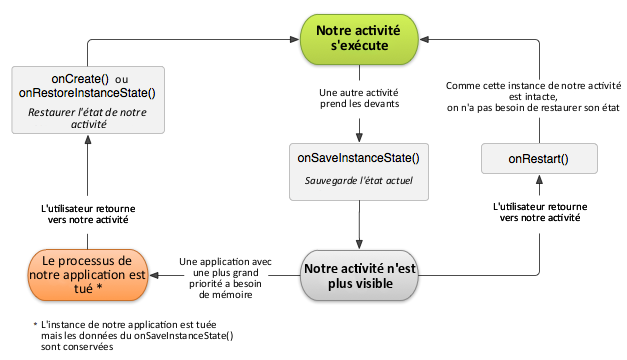 Notre activité
s'exécute
onCreate() ou
onRestoreInstanceState()
Restaurer l'état de notre
activité
Une autre activité
prend les devants
Comme cette instance de notre activité
est intacte,
on n'a pas besoin de restaurer son état
onSaveInstanceState()
Sauvegarde l'état actuel
onRestart()
L'utilisateur retourne
vers notre activité
L'utilisateur retourne
vers notre activité
Le processus de
notre application est
tué *
Une application avec
une plus grand
priorité a besoin
de mémoire
Notre activité n'est
plus visible
* L'instance de notre application est tuée
mais les données du onSaveInstanceState()
sont conservées